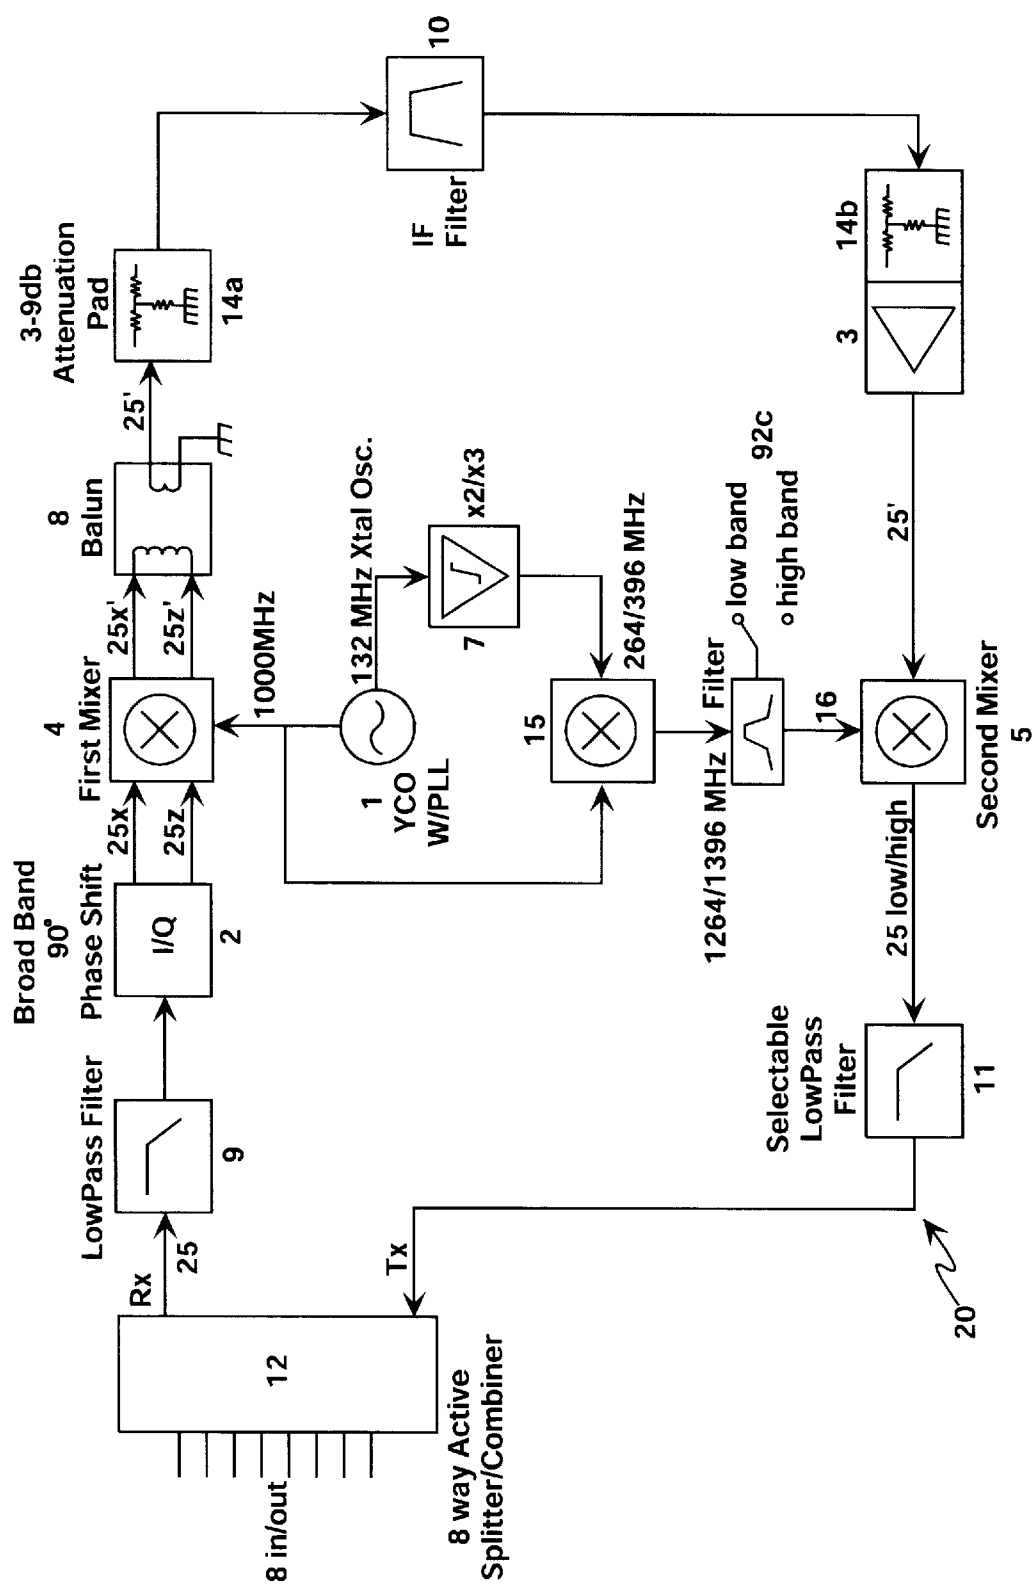 8 in/out
12
8 way Active
Splitter/Combiner
Rx
25
Tx
LowPass Filter
9
Broad Band
90°
Phase Shift
I/Q
2
25x
25z
4
First Mixer
25x'
25z'
8
Balun
25'
3-9db
Attenuation
Pad
14a
10
IF
Filter
1000MHz
1
YCO
W/PLL
132 MHz Xtal Osc.
7
x2/x3
15
264/396 MHz
1264/1396 MHz
Filter
low band
92c
high band
16
14b
3
25'
Second Mixer
5
25 low/high
Selectable
LowPass
Filter
11
20